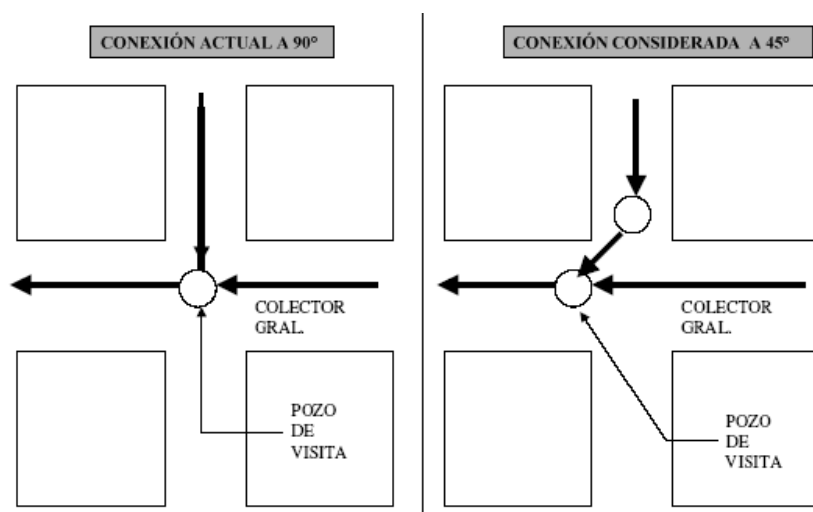 CONEXIÓN ACTUAL A 90°
COLECTOR
GRAL.
POZO
DE
VISITA
CONEXIÓN CONSIDERADA A 45°
COLECTOR
GRAL.
POZO
DE
VISITA